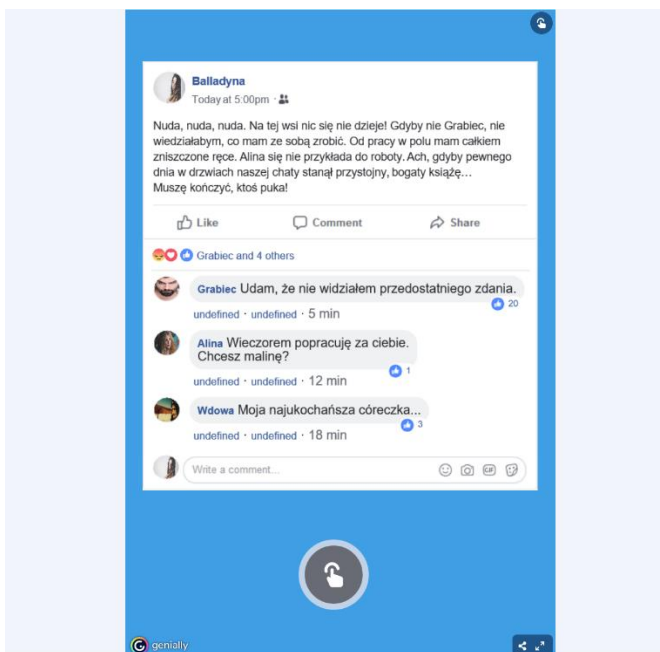 Balladyna
Today at 5:00pm ·
Nuda, nuda, nuda. Na tej wsi nic się nie dzieje! Gdyby nie Grabiec, nie
wiedziałabym, co mam ze sobą zrobić. Od pracy w polu mam całkiem
zniszczone ręce. Alina się nie przykłada do roboty. Ach, gdyby pewnego
dnia w drzwiach naszej chaty stanął przystojny, bogaty książę...
Muszę kończyć, ktoś puka!
Like Comment Share
Grabiec and 4 others
Grabiec Udam, że nie widziałem przedostatniego zdania.
20
undefined · undefined · 5 min
Alina Wieczorem popracuję za ciebie.
Chcesz malinę?
1
undefined · undefined · 12 min
Wdowa Moja najukochańsza córeczka...
3
undefined · undefined · 18 min
Write a comment...
GIF
genially